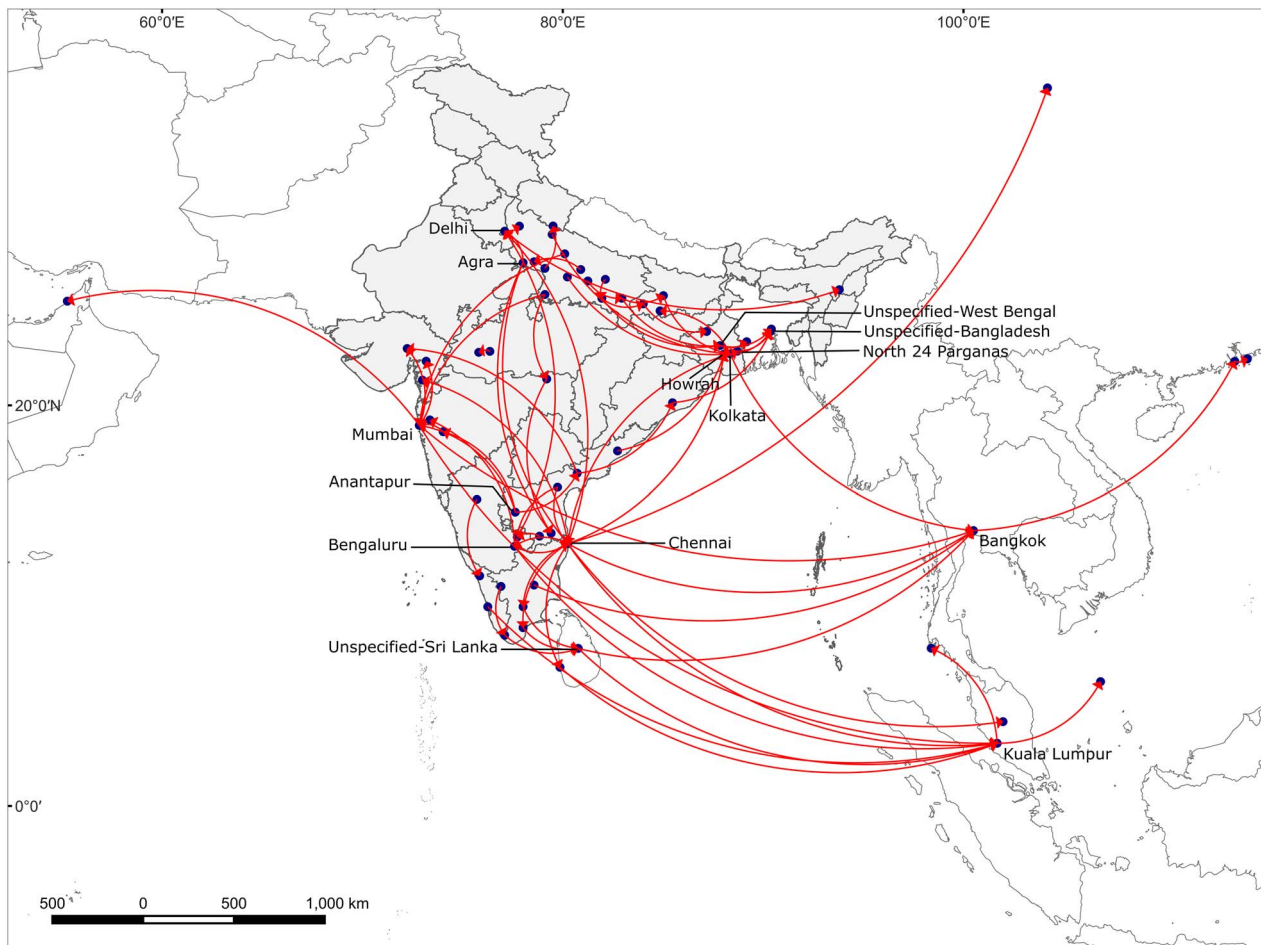 60°0′E
80°0′E
100°0′E
Delhi
Agra
Unspecified-West Bengal
Unspecified-Bangladesh
North 24 Parganas
Howrah
20°0′N
Kolkata
Mumbai
Anantapur
Bengaluru
Chennai
Bangkok
Unspecified-Sri Lanka
Kuala Lumpur
0°0′
500 0 500 1,000 km